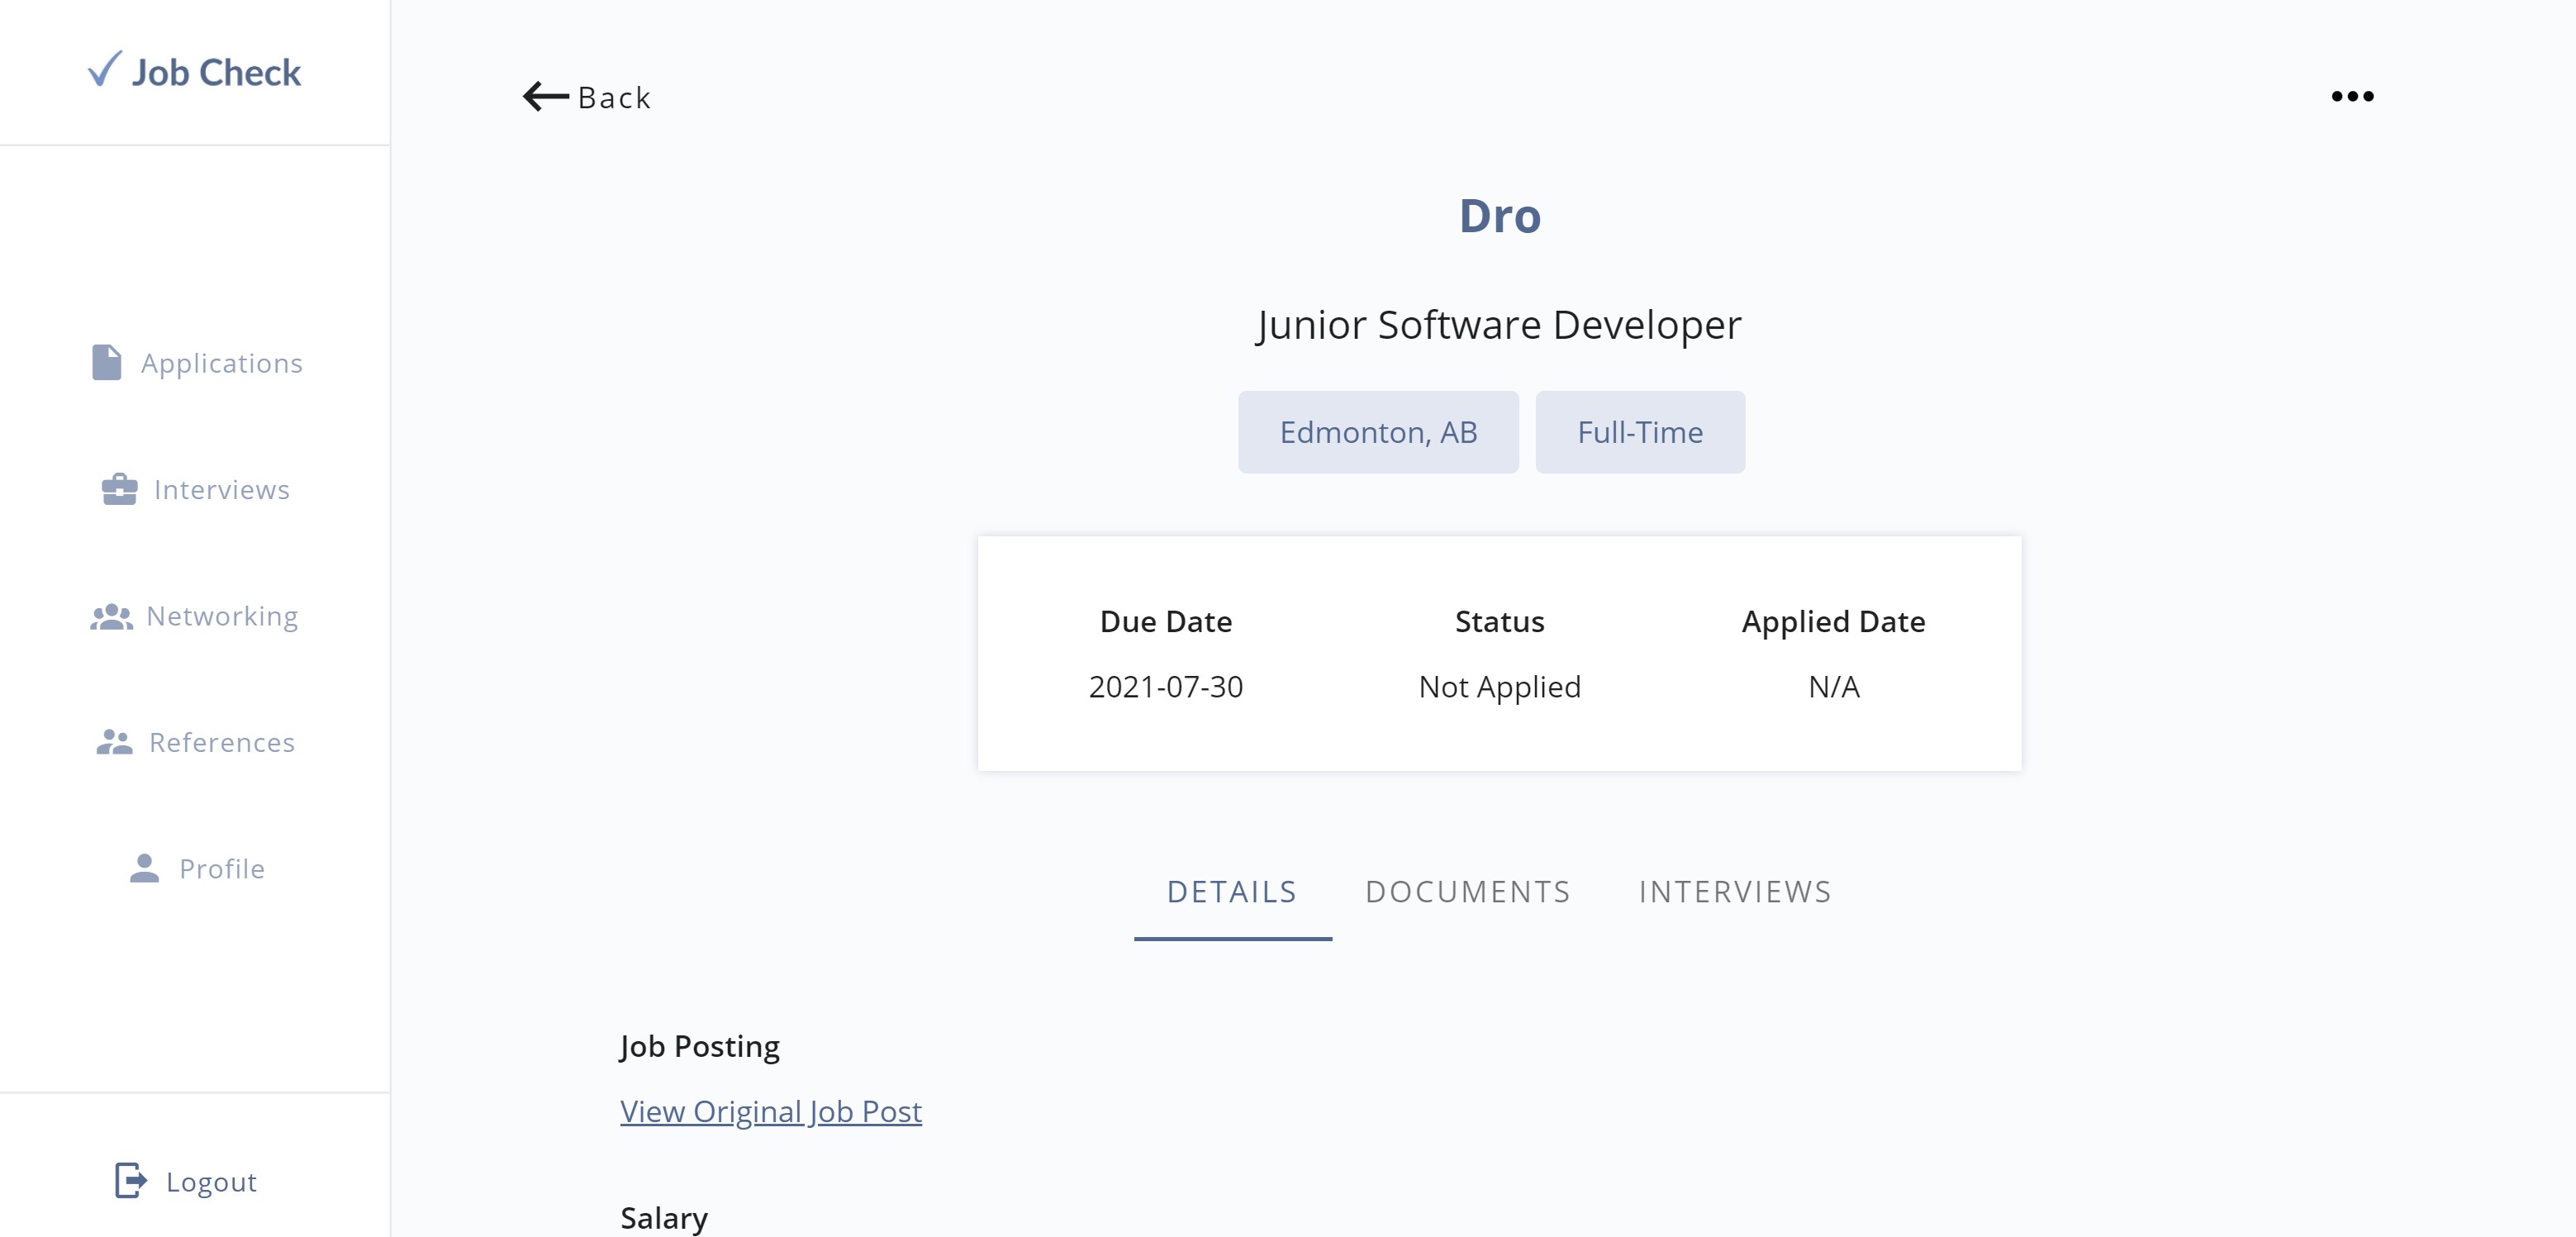 Job Check
Applications
Interviews
Networking
References
Profile
Logout
Back
Dro
Junior Software Developer
Edmonton, AB
Full-Time
Due Date
Status
Applied Date
2021-07-30
Not Applied
N/A
DETAILS
DOCUMENTS
INTERVIEWS
Job Posting
View Original Job Post
Salary